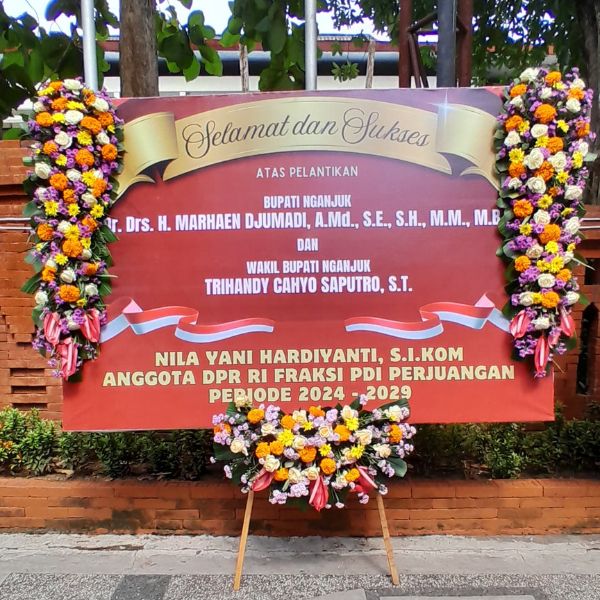 Selamat dan Sukses
ATAS PELANTIKAN
BUPATI NGANJUK
Dr. Drs. H. MARHAEN DJUMADI, A.Md., S.E., S.H., M.M., M.B
DAN
WAKIL BUPATI NGANJUK
TRIHANDY CAHYO SAPUTRO, S.T.
NILA YANI HARDIYANTI, S.I.KOM
ANGGOTA DPR RI FRAKSI PDI PERJUANGAN
PERIODE 2024 - 2029